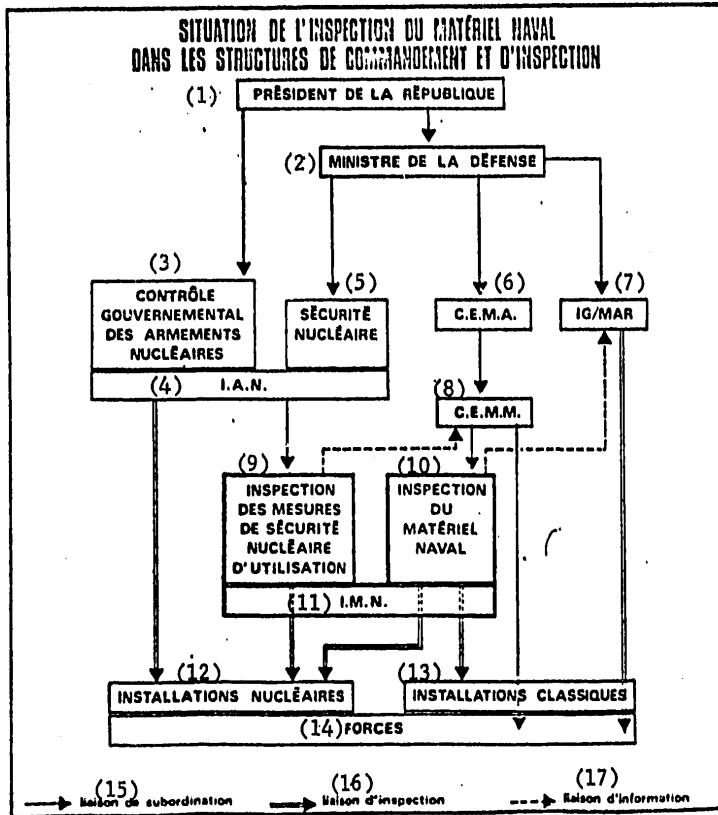 SITUATION DE L'INSPECTION DU MATÉRIEL NAVAL
DANS LES STRUCTURES DE COMMANDEMENT ET D'INSPECTION
(1) PRÉSIDENT DE LA RÉPUBLIQUE
(2) MINISTRE DE LA DÉFENSE
(3)
CONTRÔLE
GOUVERNEMENTAL
DES ARMEMENTS
NUCLÉAIRES
(5)
SÉCURITÉ
NUCLÉAIRE
(6)
C.E.M.A.
(7)
IG/MAR
(4) I.A.N.
(8)
C.E.M.M.
(9)
INSPECTION
DES MESURES
DE SÉCURITÉ
NUCLÉAIRE
D'UTILISATION
(10)
INSPECTION
DU
MATÉRIEL
NAVAL
(11) I.M.N.
(12)
INSTALLATIONS NUCLÉAIRES
(13)
INSTALLATIONS CLASSIQUES
(14) FORCES
(15)
liaison de subordination
(16)
liaison d'inspection
(17)
liaison d'information